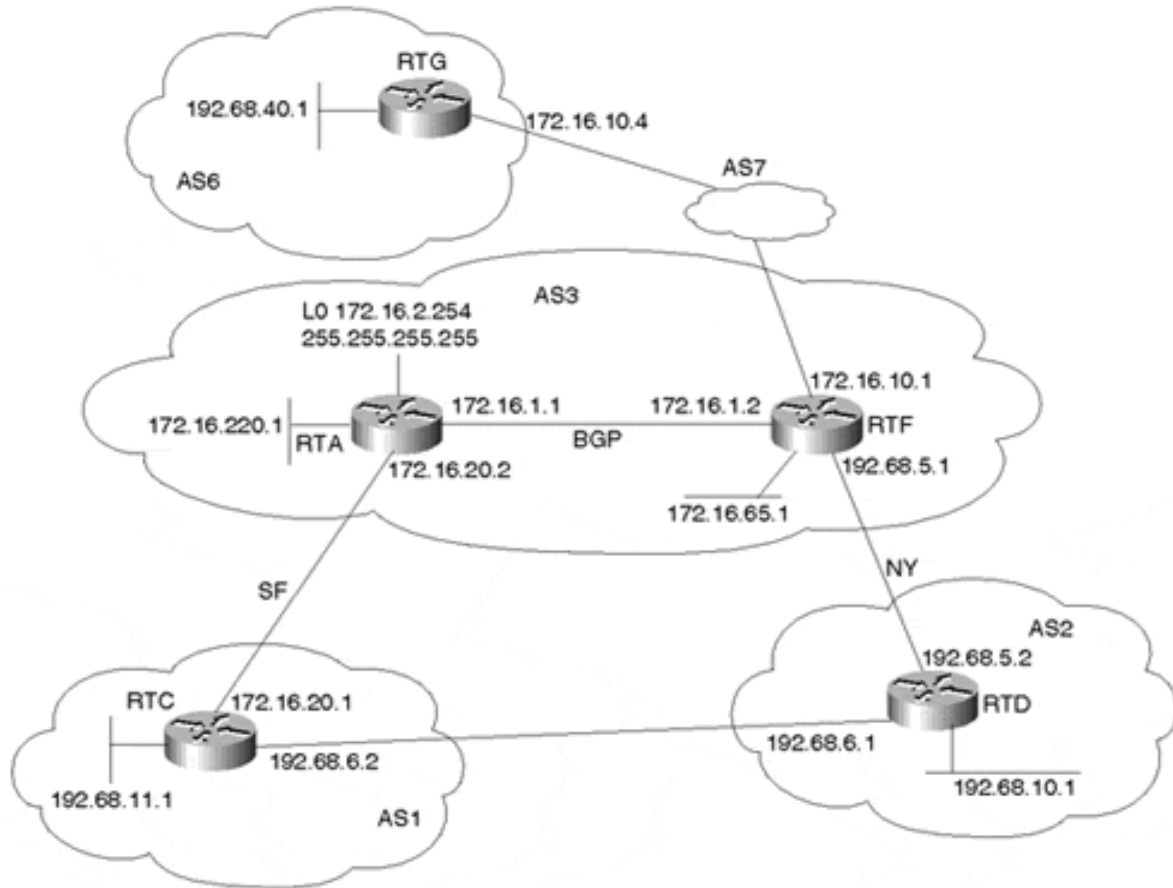 RTG
192.68.40.1
172.16.10.4
AS7
AS6
AS3
L0 172.16.2.254
255.255.255.255
172.16.10.1
172.16.1.1
172.16.1.2
172.16.220.1
RTA
BGP
RTF
172.16.20.2
192.68.5.1
172.16.65.1
NY
SF
AS2
192.68.5.2
RTC
172.16.20.1
RTD
192.68.6.1
192.68.6.2
192.68.10.1
192.68.11.1
AS1